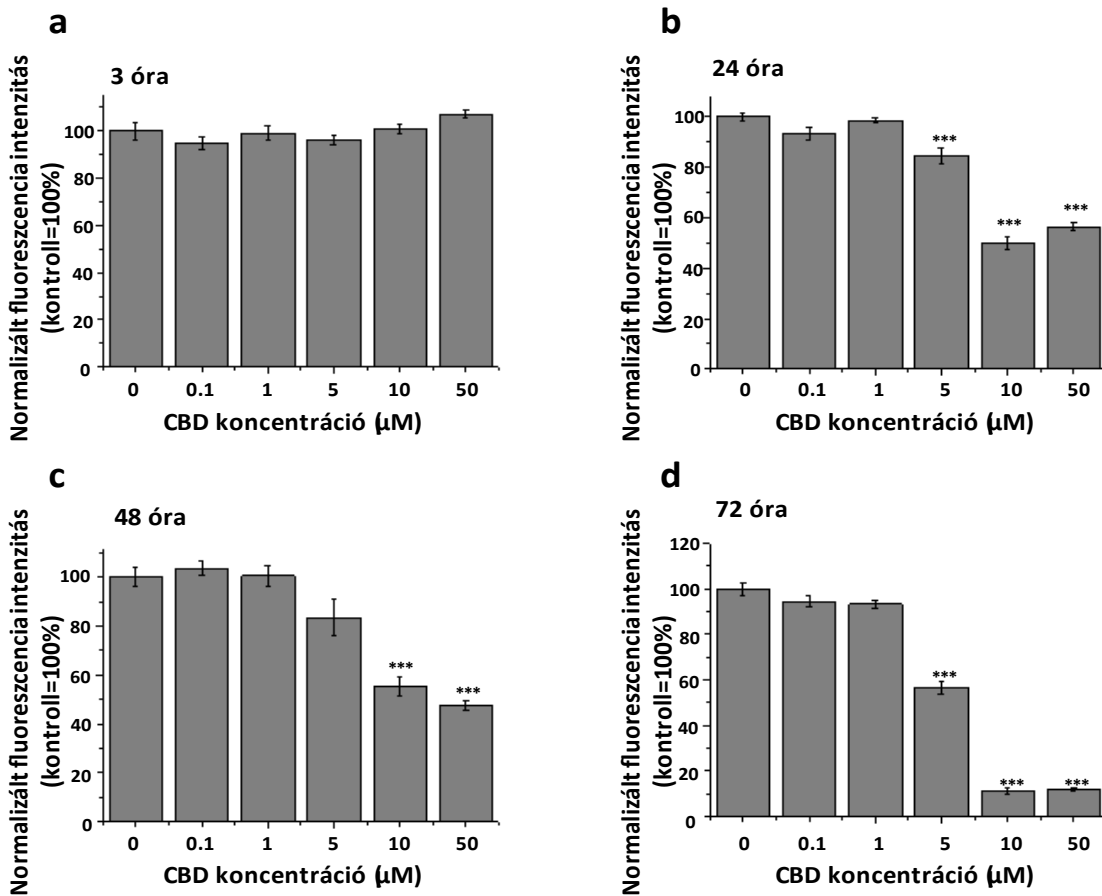 a
3 óra
Normalizált fluoreszcencia intenzitás
(kontroll=100%)
100
80
60
40
20
0
0 0.1 1 5 10 50
CBD koncentráció (µM)
b
24 óra
Normalizált fluoreszcencia intenzitás
(kontroll=100%)
100
80
60
40
20
0
***
***
***
0 0.1 1 5 10 50
CBD koncentráció (µM)
c
48 óra
Normalizált fluoreszcencia intenzitás
(kontroll=100%)
100
80
60
40
20
0
***
***
0 0.1 1 5 10 50
CBD koncentráció (µM)
d
72 óra
Normalizált fluoreszcencia intenzitás
(kontroll=100%)
120
100
80
60
40
20
0
***
***
***
0 0.1 1 5 10 50
CBD koncentráció (µM)